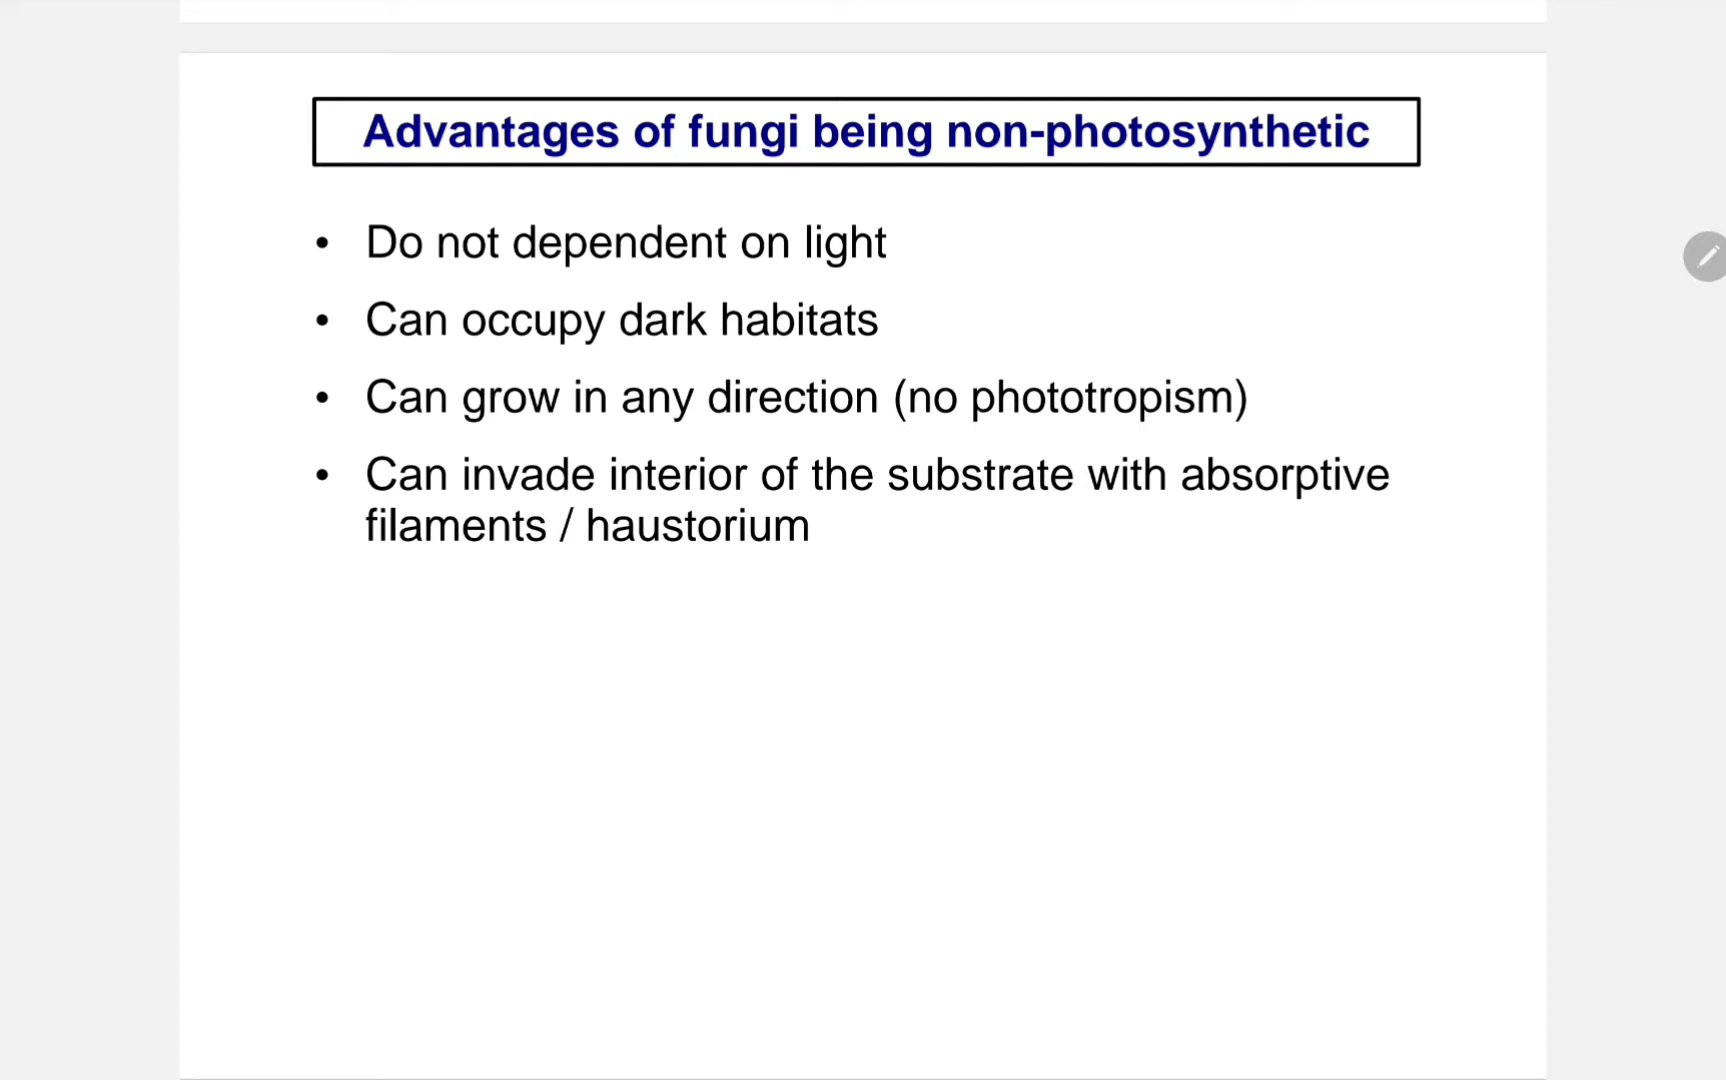 Advantages of fungi being non-photosynthetic
• Do not dependent on light
• Can occupy dark habitats
• Can grow in any direction (no phototropism)
• Can invade interior of the substrate with absorptive
filaments / haustorium